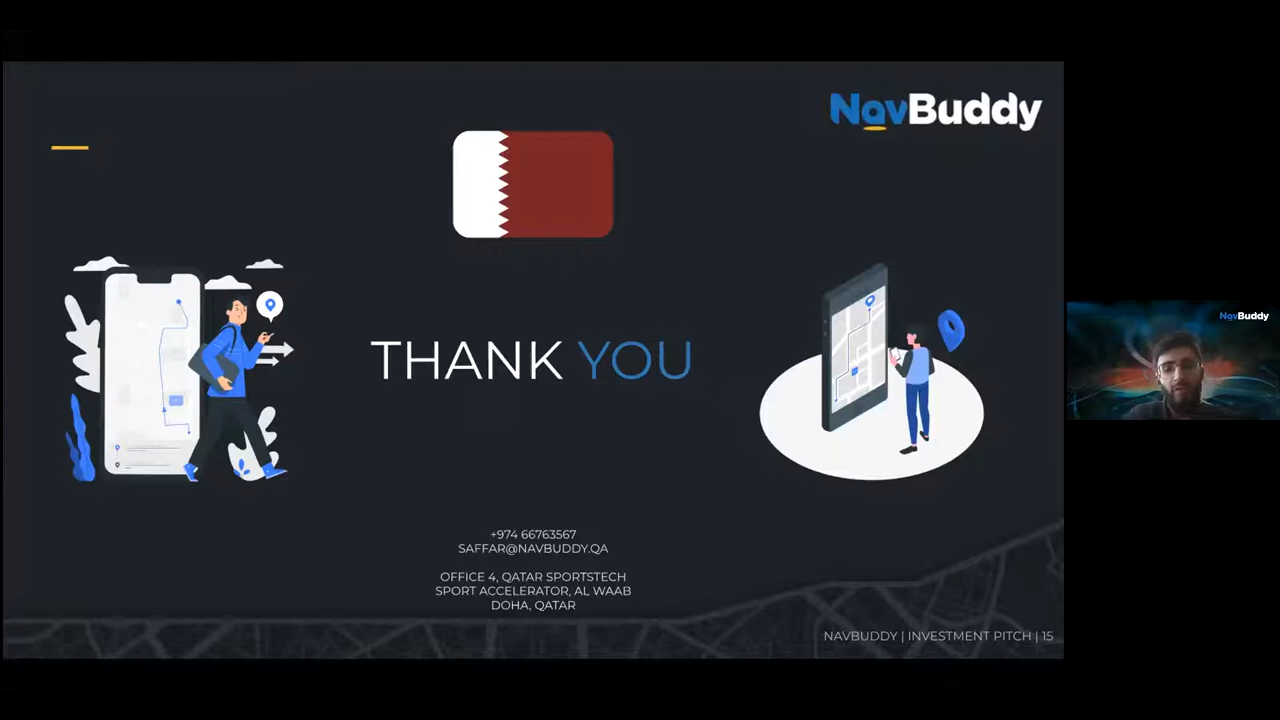 NavBuddy
THANK YOU
+974 66763567
SAFFAR@NAVBUDDY.QA
OFFICE 4, QATAR SPORTSTECH
SPORT ACCELERATOR, AL WAAB
DOHA, QATAR
NAVBUDDY | INVESTMENT PITCH | 15
NavBuddy